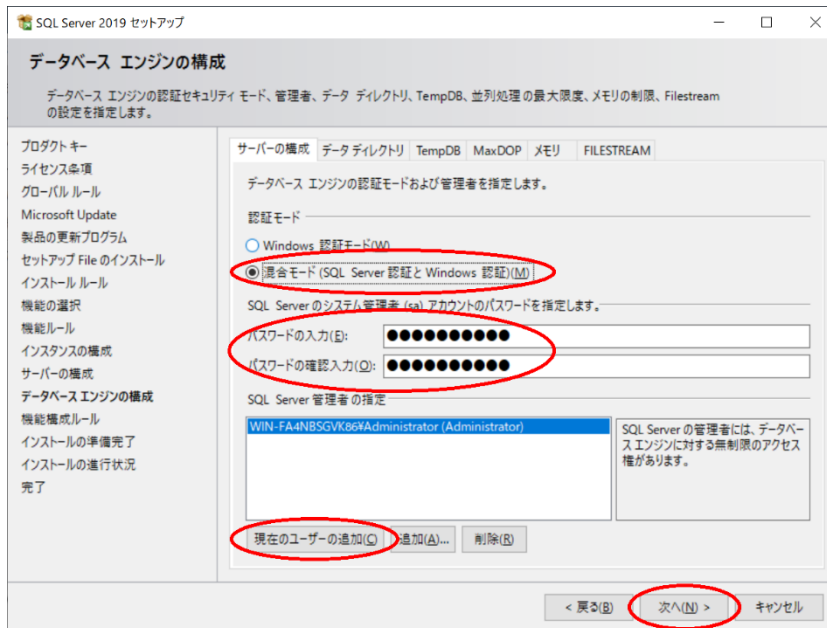 SQL Server 2019 セットアップ
データベース エンジンの構成
データベース エンジンの認証セキュリティ モード、管理者、データ ディレクトリ、TempDB、並列処理の最大限度、メモリの制限、Filestream
の設定を指定します。
プロダクト キー
ライセンス条項
グローバル ルール
Microsoft Update
製品の更新プログラム
セットアップ File のインストール
インストール ルール
機能の選択
機能ルール
インスタンスの構成
サーバーの構成
データベース エンジンの構成
機能構成ルール
インストールの準備完了
インストールの進行状況
完了
サーバーの構成 データ ディレクトリ TempDB MaxDOP メモリ FILESTREAM
データベース エンジンの認証モードおよび管理者を指定します。
認証モード
Windows 認証モード(W)
混合モード (SQL Server 認証と Windows 認証)(M)
SQL Server のシステム管理者 (sa) アカウントのパスワードを指定します。
パスワードの入力(E): ●●●●●●●●●●
パスワードの確認入力(O): ●●●●●●●●●●
SQL Server 管理者の指定
WIN-FA4NBSGVK86¥Administrator (Administrator)
SQL Server の管理者には、データベ
ース エンジンに対する無制限のアクセス
権があります。
現在のユーザーの追加(C) 追加(A)... 削除(R)
< 戻る(B) 次へ(N) > キャンセル